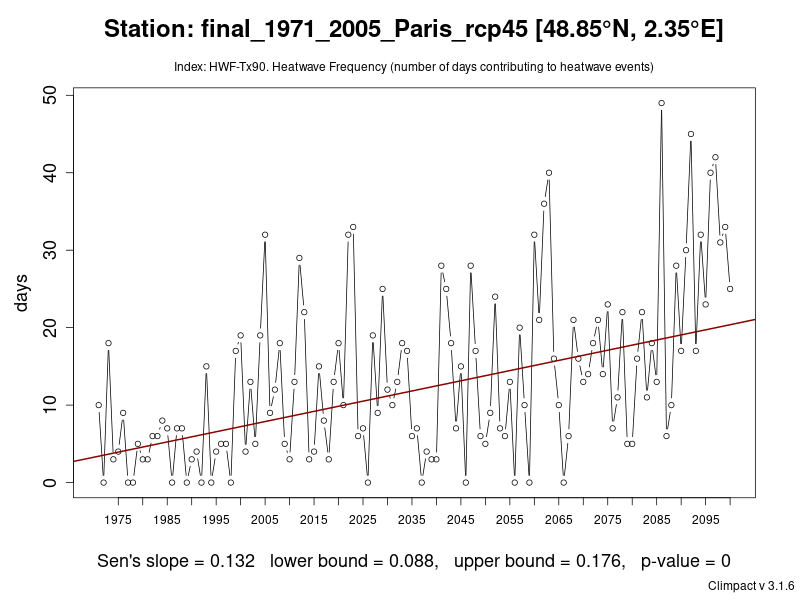 Station: final_1971_2005_Paris_rcp45 [48.85°N, 2.35°E]
Index: HWF-Tx90. Heatwave Frequency (number of days contributing to heatwave events)
50
40
30
20
10
0
days
1975 1985 1995 2005 2015 2025 2035 2045 2055 2065 2075 2085 2095
Sen's slope = 0.132 lower bound = 0.088, upper bound = 0.176, p-value = 0
Climpact v 3.1.6